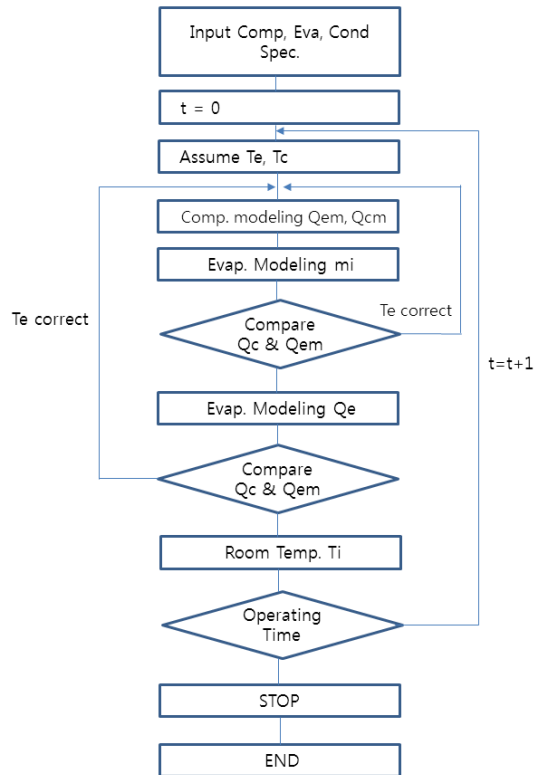 Input Comp, Eva, Cond
Spec.
t = 0
Assume Te, Tc
Comp. modeling Qem, Qcm
Evap. Modeling mi
Te correct
Te correct
Compare
Qc & Qem
t=t+1
Evap. Modeling Qe
Compare
Qc & Qem
Room Temp. Ti
Operating
Time
STOP
END